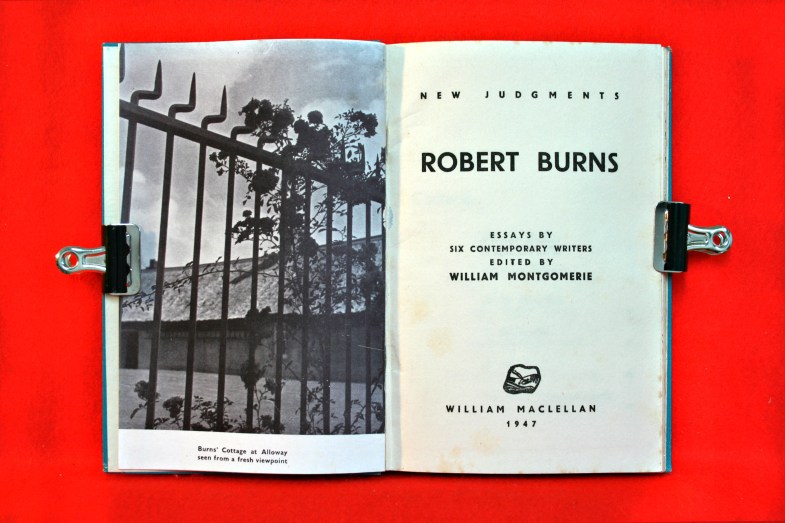 Burns' Cottage at Alloway
seen from a fresh viewpoint
NEW JUDGMENTS
ROBERT BURNS
ESSAYS BY
SIX CONTEMPORARY WRITERS
EDITED BY
WILLIAM MONTGOMERIE
WILLIAM MACLELLAN
1947